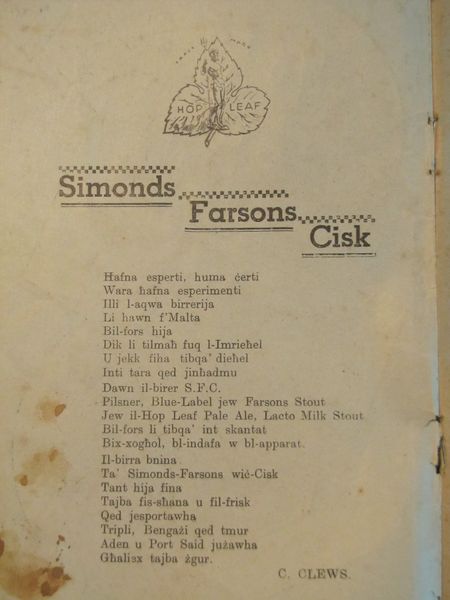 TRADE MARK
HOP LEAF
Simonds
Farsons
Cisk
Ħafna esperti, huma ċerti
Wara ħafna esperimenti
Illi l-aqwa birrerija
Li hawn f'Malta
Bil-fors hija
Dik li tilmaħ fuq l-Imrieħel
U jekk fiha tibqa' dieħel
Inti tara qed jinħadmu
Dawn il-birer S.F.C.
Pilsner, Blue-Label jew Farsons Stout
Jew il-Hop Leaf Pale Ale, Lacto Milk Stout
Bil-fors li tibqa' int skantat
Bix-xogħol, bl-indafa w bl-apparat.
Il-birra bnina
Ta' Simonds-Farsons wiċ-Cisk
Tant hija fina
Tajba fis-sħana u fil-frisk
Qed jesportawha
Tripli, Bengażi qed tmur
Aden u Port Said jużawha
Għaliex tajba żgur.
C. CLEWS.